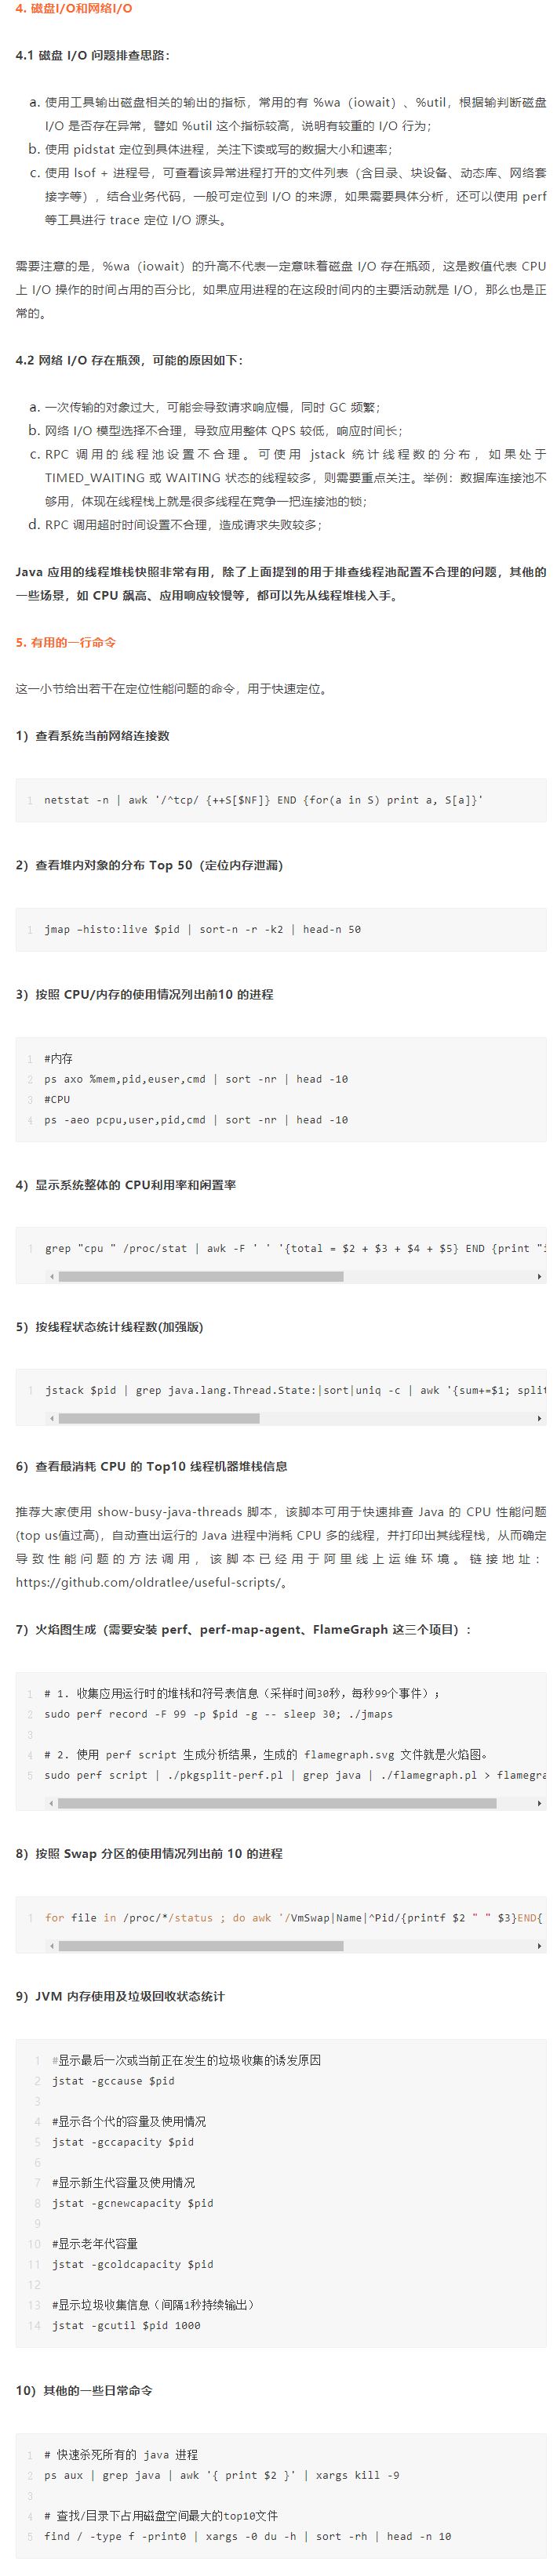 4. 磁盘I/O和网络I/O
4.1 磁盘 I/O 问题排查思路：
a. 使用工具输出磁盘相关的输出的指标，常用的有 %wa（iowait）、%util，根据输判断磁盘
I/O 是否存在异常，譬如 %util 这个指标较高，说明有较重的 I/O 行为；
b. 使用 pidstat 定位到具体进程，关注下读或写的数据大小和速率；
c. 使用 lsof + 进程号，可查看该异常进程打开的文件列表（含目录、块设备、动态库、网络套
接字等），结合业务代码，一般可定位到 I/O 的来源，如果需要具体分析，还可以使用 perf
等工具进行 trace 定位 I/O 源头。
需要注意的是，%wa（iowait）的升高不代表一定意味着磁盘 I/O 存在瓶颈，这是数值代表 CPU
上 I/O 操作的时间占用的百分比，如果应用进程的在这段时间内的主要活动就是 I/O，那么也是正
常的。
4.2 网络 I/O 存在瓶颈，可能的原因如下：
a. 一次传输的对象过大，可能会导致请求响应慢，同时 GC 频繁；
b. 网络 I/O 模型选择不合理，导致应用整体 QPS 较低，响应时间长；
c. RPC 调用的线程池设置不合理。可使用 jstack 统计线程数的分布，如果处于
TIMED_WAITING 或 WAITING 状态的线程较多，则需要重点关注。举例：数据库连接池不
够用，体现在线程栈上就是很多线程在竞争一把连接池的锁；
d. RPC 调用超时时间设置不合理，造成请求失败较多；
Java 应用的线程堆栈快照非常有用，除了上面提到的用于排查线程池配置不合理的问题，其他的
一些场景，如 CPU 飙高、应用响应较慢等，都可以先从线程堆栈入手。
5. 有用的一行命令
这一小节给出若干在定位性能问题的命令，用于快速定位。
1）查看系统当前网络连接数
1 netstat -n | awk '/^tcp/ {++S[$NF]} END {for(a in S) print a, S[a]}'
2）查看堆内对象的分布 Top 50（定位内存泄漏）
1 jmap –histo:live $pid | sort-n -r -k2 | head-n 50
3）按照 CPU/内存的使用情况列出前10 的进程
1 #内存
2 ps axo %mem,pid,euser,cmd | sort -nr | head -10
3 #CPU
4 ps -aeo pcpu,user,pid,cmd | sort -nr | head -10
4）显示系统整体的 CPU利用率和闲置率
1 grep "cpu " /proc/stat | awk -F ' ' '{total = $2 + $3 + $4 + $5} END {print "
5）按线程状态统计线程数(加强版)
1 jstack $pid | grep java.lang.Thread.State:|sort|uniq -c | awk '{sum+=$1; split
6）查看最消耗 CPU 的 Top10 线程机器堆栈信息
推荐大家使用 show-busy-java-threads 脚本，该脚本可用于快速排查 Java 的 CPU 性能问题
(top us值过高)，自动查出运行的 Java 进程中消耗 CPU 多的线程，并打印出其线程栈，从而确定
导致性能问题的方法调用，该脚本已经用于阿里线上运维环境。链接地址：
https://github.com/oldratlee/useful-scripts/。
7）火焰图生成（需要安装 perf、perf-map-agent、FlameGraph 这三个项目）：
1 # 1. 收集应用运行时的堆栈和符号表信息（采样时间30秒，每秒99个事件）；
2 sudo perf record -F 99 -p $pid -g -- sleep 30; ./jmaps
3
4 # 2. 使用 perf script 生成分析结果，生成的 flamegraph.svg 文件就是火焰图。
5 sudo perf script | ./pkgsplit-perf.pl | grep java | ./flamegraph.pl > flamegra
8）按照 Swap 分区的使用情况列出前 10 的进程
1 for file in /proc/*/status ; do awk '/VmSwap|Name|^Pid/{printf $2 " " $3}END{
9）JVM 内存使用及垃圾回收状态统计
1 #显示最后一次或当前正在发生的垃圾收集的诱发原因
2 jstat -gccause $pid
3
4 #显示各个代的容量及使用情况
5 jstat -gccapacity $pid
6
7 #显示新生代容量及使用情况
8 jstat -gcnewcapacity $pid
9
10 #显示老年代容量
11 jstat -gcoldcapacity $pid
12
13 #显示垃圾收集信息（间隔1秒持续输出）
14 jstat -gcutil $pid 1000
10）其他的一些日常命令
1 # 快速杀死所有的 java 进程
2 ps aux | grep java | awk '{ print $2 }' | xargs kill -9
3
4 # 查找/目录下占用磁盘空间最大的top10文件
5 find / -type f -print0 | xargs -0 du -h | sort -rh | head -n 10